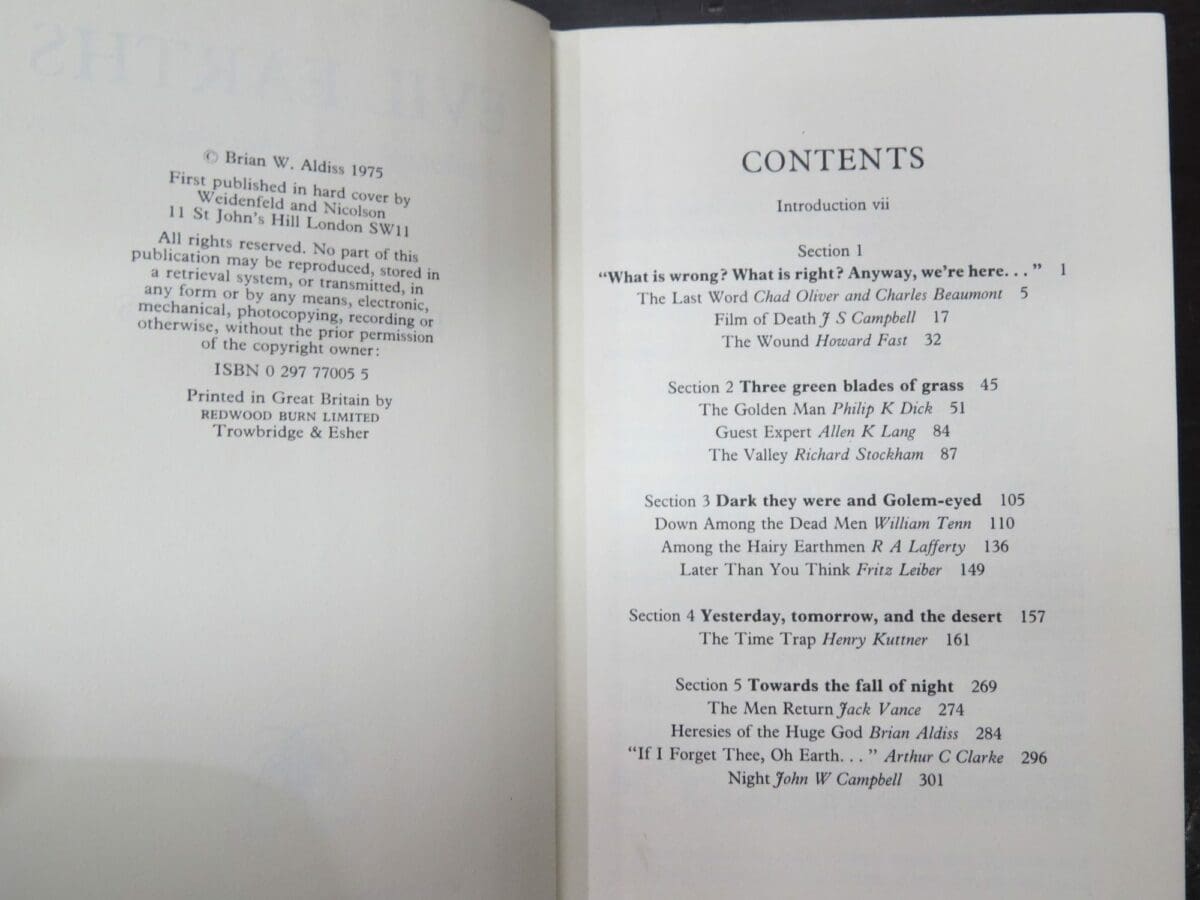 EVIL EARTHS
© Brian W. Aldiss 1975
First published in hard cover by
Weidenfeld and Nicolson
11 St John's Hill London SW11
All rights reserved. No part of this
publication may be reproduced, stored in
a retrieval system, or transmitted, in
any form or by any means, electronic,
mechanical, photocopying, recording or
otherwise, without the prior permission
of the copyright owner:
ISBN 0 297 77005 5
Printed in Great Britain by
REDWOOD BURN LIMITED
Trowbridge & Esher
CONTENTS
Introduction vii
Section 1
“What is wrong? What is right? Anyway, we’re here. . .” 1
The Last Word Chad Oliver and Charles Beaumont 5
Film of Death J S Campbell 17
The Wound Howard Fast 32
Section 2 Three green blades of grass 45
The Golden Man Philip K Dick 51
Guest Expert Allen K Lang 84
The Valley Richard Stockham 87
Section 3 Dark they were and Golem-eyed 105
Down Among the Dead Men William Tenn 110
Among the Hairy Earthmen R A Lafferty 136
Later Than You Think Fritz Leiber 149
Section 4 Yesterday, tomorrow, and the desert 157
The Time Trap Henry Kuttner 161
Section 5 Towards the fall of night 269
The Men Return Jack Vance 274
Heresies of the Huge God Brian Aldiss 284
“If I Forget Thee, Oh Earth. . .” Arthur C Clarke 296
Night John W Campbell 301